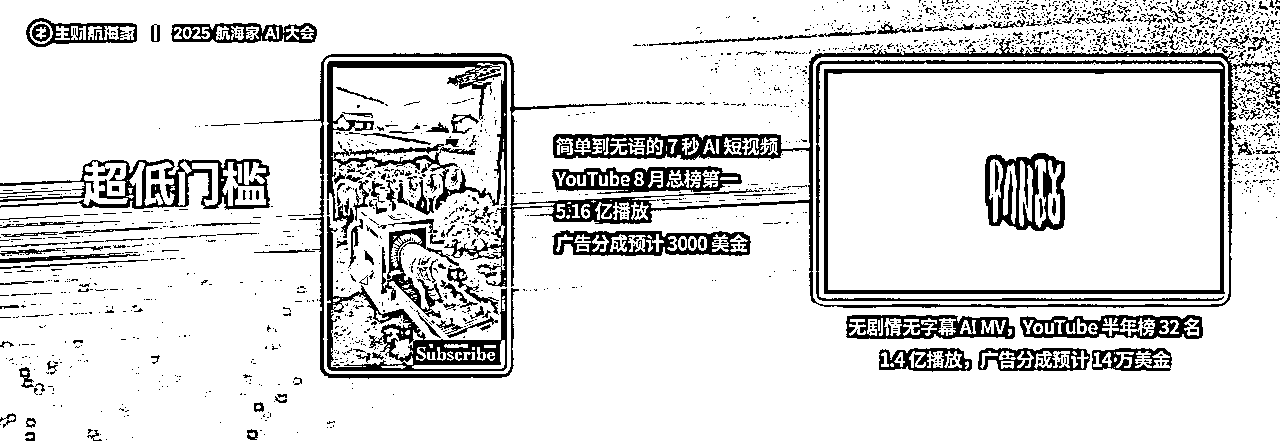 生财航海家 | 2025 航海家 AI 大会
超低门槛
简单到无语的 7 秒 AI 短视频
YouTube 8 月总榜第一
5.16 亿播放
广告分成预计 3000 美金
Subscribe
无剧情无字幕 AI MV，YouTube 半年榜 32 名
1.4 亿播放，广告分成预计 14 万美金